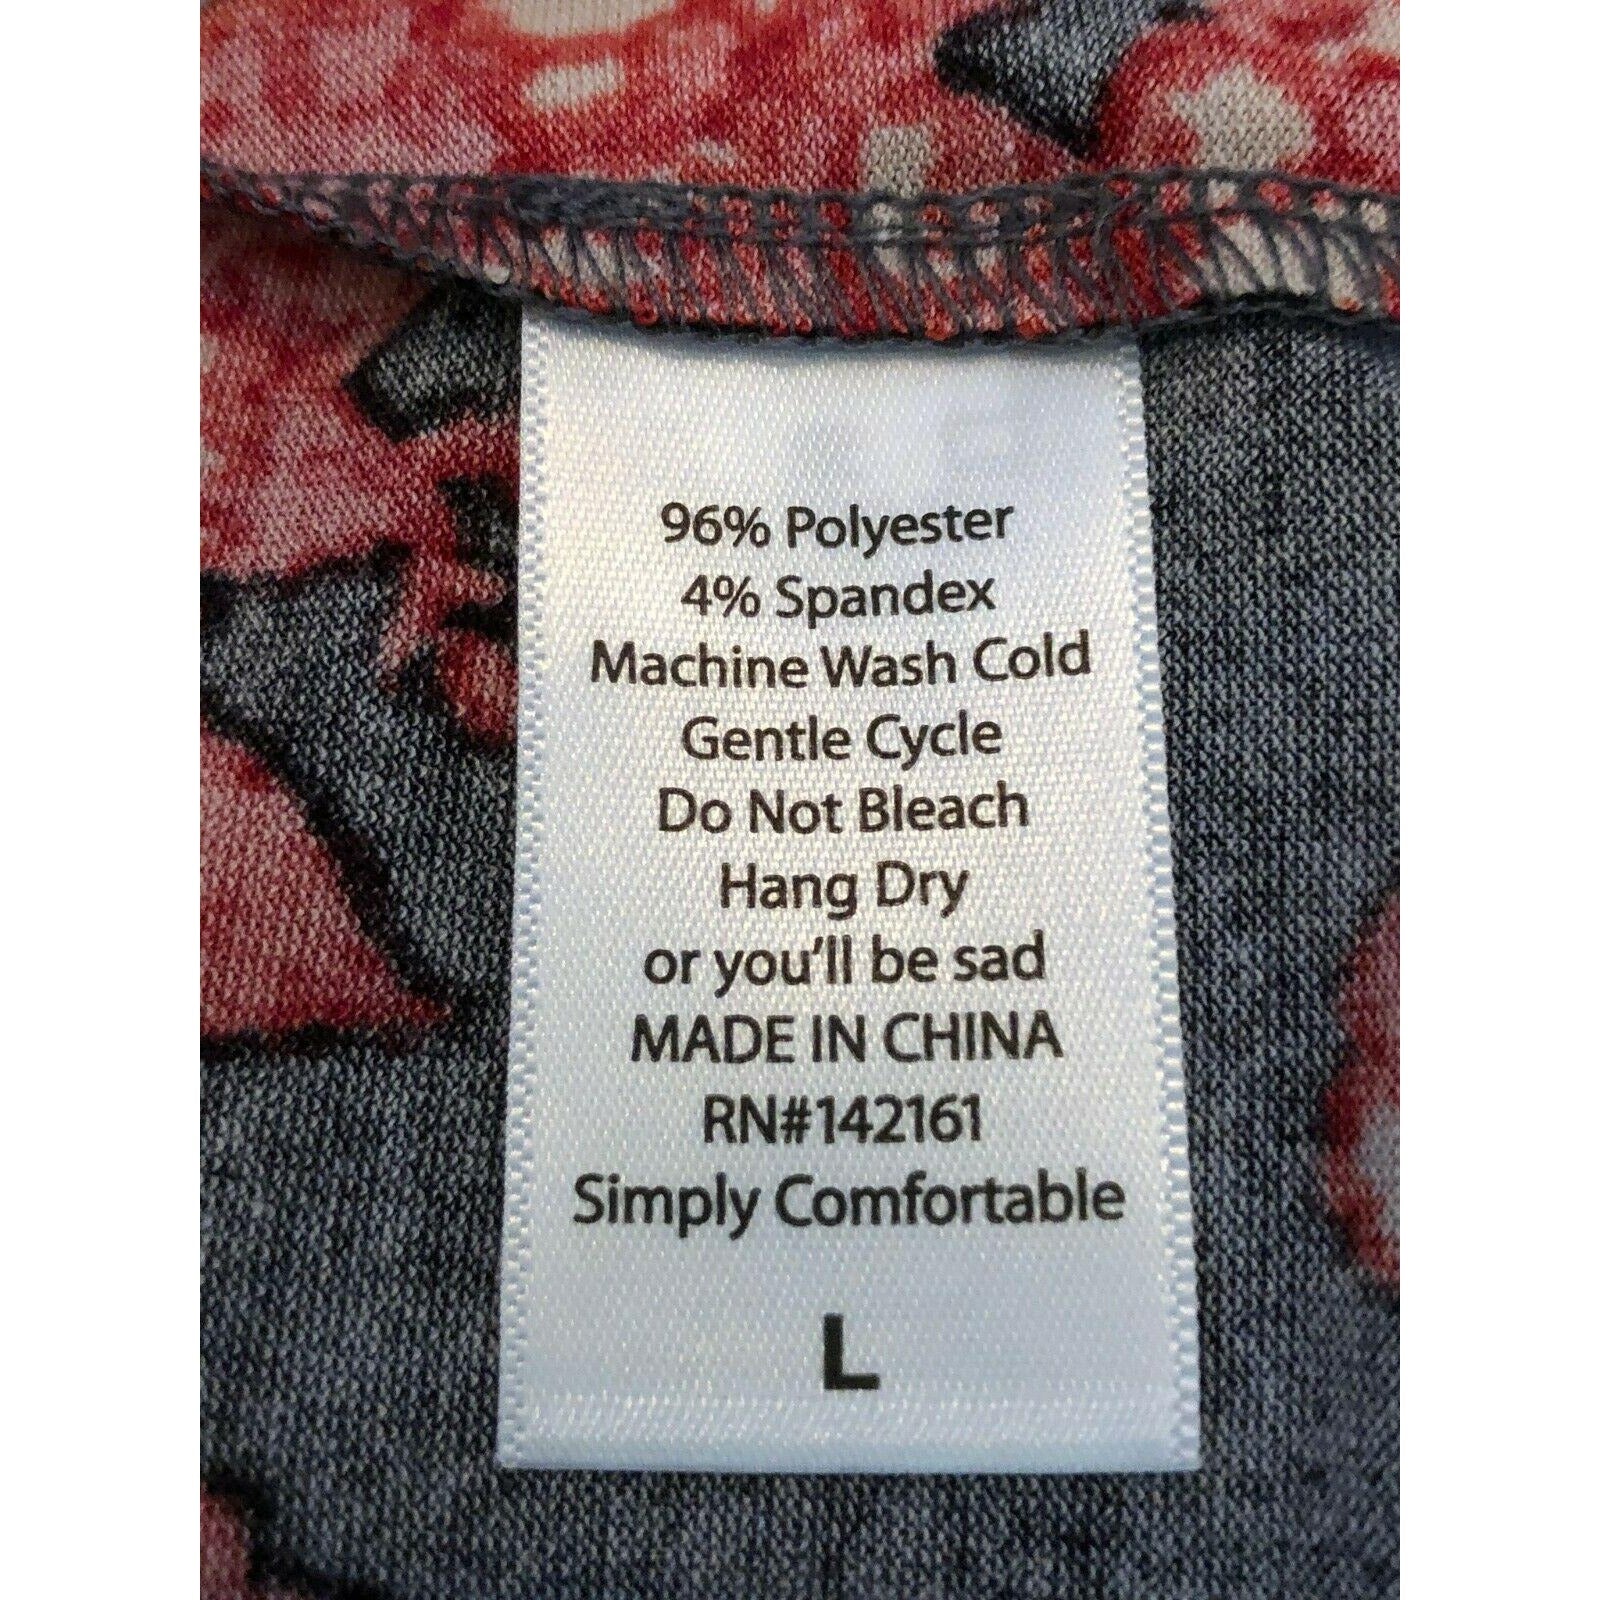 96% Polyester
4% Spandex
Machine Wash Cold
Gentle Cycle
Do Not Bleach
Hang Dry
or you'll be sad
MADE IN CHINA
RN#142161
Simply Comfortable
L